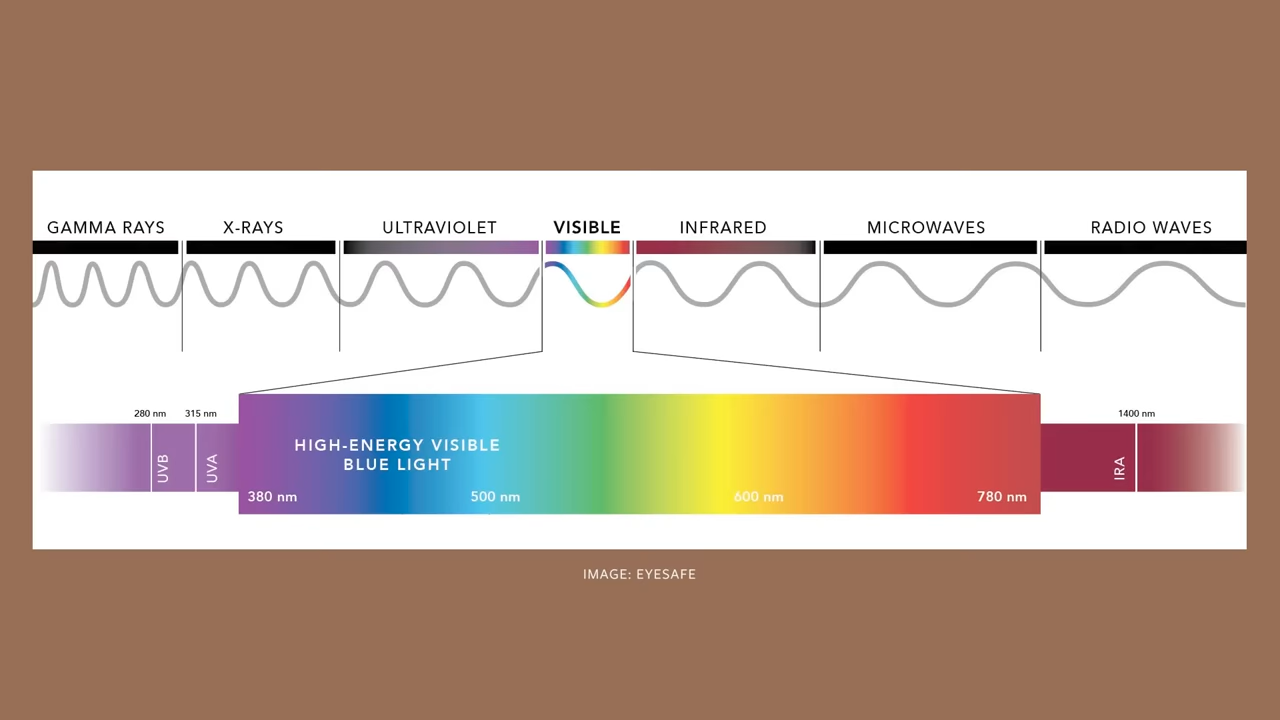 GAMMA RAYS
X-RAYS
ULTRAVIOLET
VISIBLE
INFRARED
MICROWAVES
RADIO WAVES
280 nm
315 nm
1400 nm
UVB
UVA
HIGH-ENERGY VISIBLE
BLUE LIGHT
IRA
380 nm
500 nm
600 nm
780 nm
IMAGE: EYESAFE